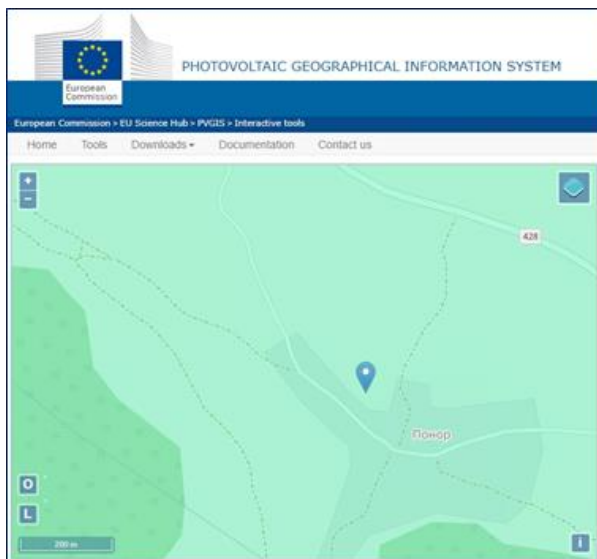 European
Commission
PHOTOVOLTAIC GEOGRAPHICAL INFORMATION SYSTEM
European Commission > EU Science Hub > PVGIS > Interactive tools
Home Tools Downloads Documentation Contact us
+
−
428
Понор
O
L
200 m
i